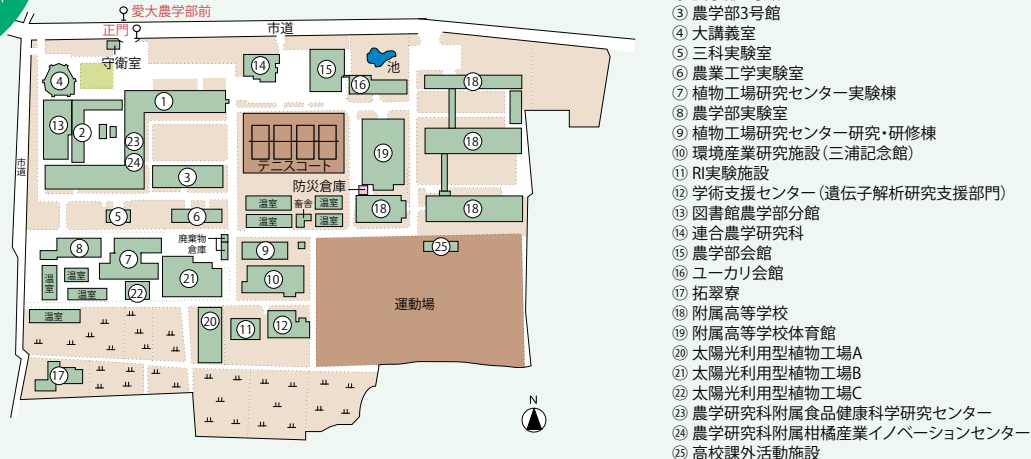 愛大農学部前
正門
市道
守衛室
池
④
⑭
⑮
⑯
⑱
①
⑬
②
㉓
⑲
⑱
㉔
テニスコート
市道
③
防災倉庫
温室
畜舎
温室
⑱
⑱
⑤
⑥
温室
温室
廃棄物
倉庫
⑧
⑦
⑨
㉕
温室
温室
㉑
⑩
温室
㉒
運動場
温室
⑳
⑪
⑫
⑰
N
③ 農学部3号館
④ 大講義室
⑤ 三科実験室
⑥ 農業工学実験室
⑦ 植物工場研究センター実験棟
⑧ 農学部実験室
⑨ 植物工場研究センター研究・研修棟
⑩ 環境産業研究施設（三浦記念館）
⑪ RI実験施設
⑫ 学術支援センター（遺伝子解析研究支援部門）
⑬ 図書館農学部分館
⑭ 連合農学研究科
⑮ 農学部会館
⑯ ユーカリ会館
⑰ 拓翠寮
⑱ 附属高等学校
⑲ 附属高等学校体育館
⑳ 太陽光利用型植物工場A
㉑ 太陽光利用型植物工場B
㉒ 太陽光利用型植物工場C
㉓ 農学研究科附属食品健康科学研究センター
㉔ 農学研究科附属柑橘産業イノベーションセンター
㉕ 高校課外活動施設